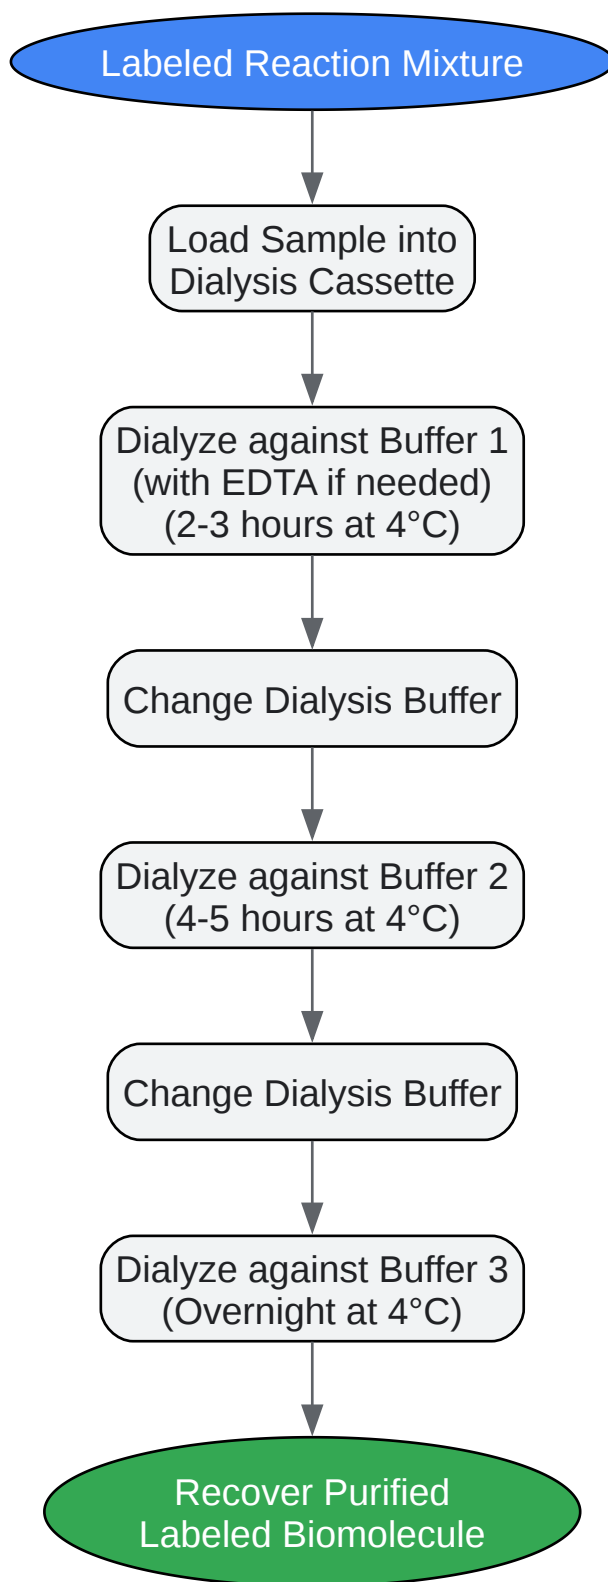 Labeled Reaction Mixture
Load Sample into
Dialysis Cassette
Dialyze against Buffer 1
(with EDTA if needed)
(2-3 hours at 4°C)
Change Dialysis Buffer
Dialyze against Buffer 2
(4-5 hours at 4°C)
Change Dialysis Buffer
Dialyze against Buffer 3
(Overnight at 4°C)
Recover Purified
Labeled Biomolecule